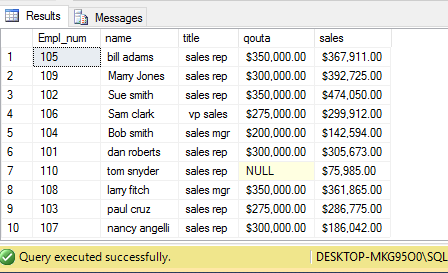 Results Messages
Empl_num name title qouta sales
1 105 bill adams sales rep $350,000.00 $367,911.00
2 109 Marry Jones sales rep $300,000.00 $392,725.00
3 102 Sue smith sales rep $350,000.00 $474,050.00
4 106 Sam clark vp sales $275,000.00 $299,912.00
5 104 Bob smith sales mgr $200,000.00 $142,594.00
6 101 dan roberts sales rep $300,000.00 $305,673.00
7 110 tom snyder sales rep NULL $75,985.00
8 108 larry fitch sales mgr $350,000.00 $361,865.00
9 103 paul cruz sales rep $275,000.00 $286,775.00
10 107 nancy angelli sales rep $300,000.00 $186,042.00
Query executed successfully. DESKTOP-MKG95O0\SQL